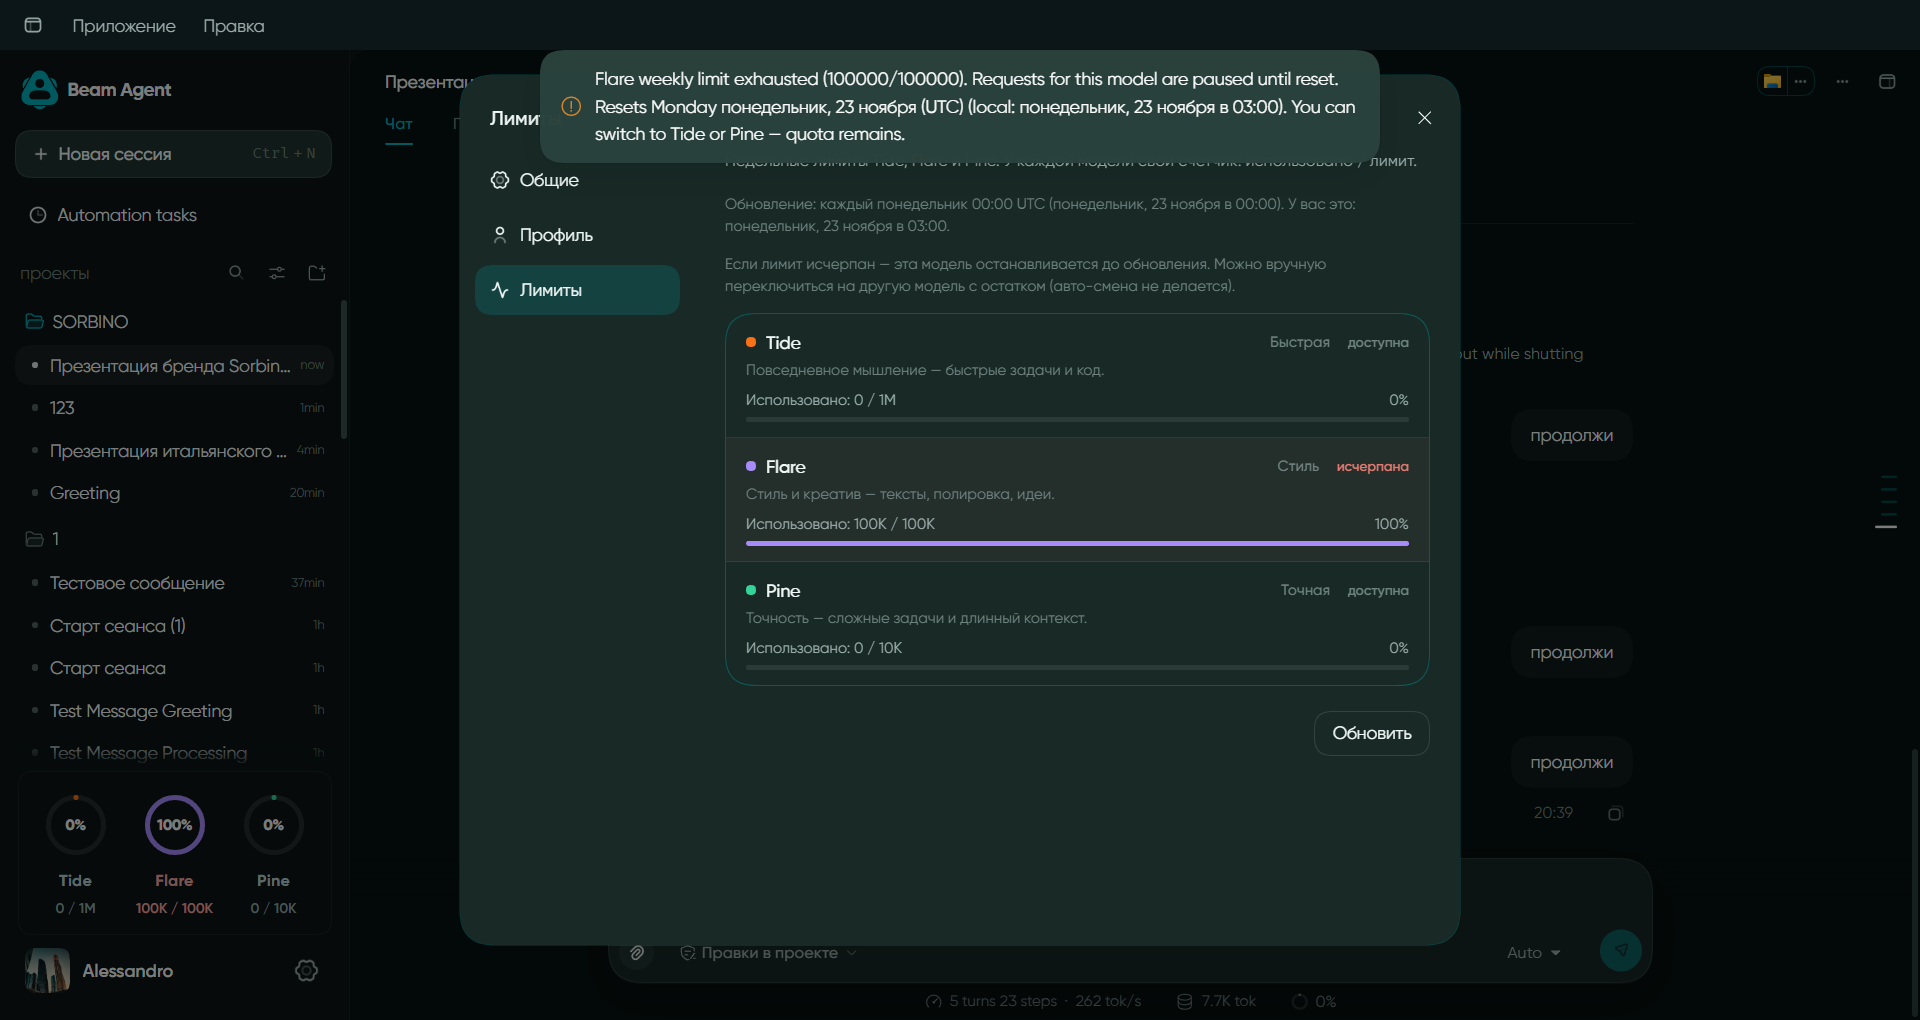 Приложение
Правка
Beam Agent
Новая сессия
Ctrl + N
Automation tasks
проекты
SORBINO
Презентация бренда Sorbin...
now
123
1min
Презентация итальянского ...
4min
Greeting
20min
1
Тестовое сообщение
37min
Старт сеанса (1)
1h
Старт сеанса
1h
Test Message Greeting
1h
Test Message Processing
1h
0%
100%
0%
Tide
Flare
Pine
0 / 1M
100K / 100K
0 / 10K
Alessandro
Чат
Flare weekly limit exhausted (100000/100000). Requests for this model are paused until reset.
Resets Monday понедельник, 23 ноября (UTC) (local: понедельник, 23 ноября в 03:00). You can
switch to Tide or Pine — quota remains.
Общие
Профиль
Лимиты
лимит.
Обновление: каждый понедельник 00:00 UTC (понедельник, 23 ноября в 00:00). У вас это:
понедельник, 23 ноября в 03:00.
Если лимит исчерпан — эта модель останавливается до обновления. Можно вручную
переключиться на другую модель с остатком (авто-смена не делается).
Tide
Быстрая
доступна
Повседневное мышление — быстрые задачи и код.
Использовано: 0 / 1M
0%
Flare
Стиль
исчерпана
Стиль и креатив — тексты, полировка, идеи.
Использовано: 100K / 100K
100%
Pine
Точная
доступна
Точность — сложные задачи и длинный контекст.
Использовано: 0 / 10K
0%
Обновить
while shutting
продолжи
продолжи
продолжи
20:39
Правки в проекте
Auto
5 turns 23 steps · 262 tok/s
7.7K tok
0%